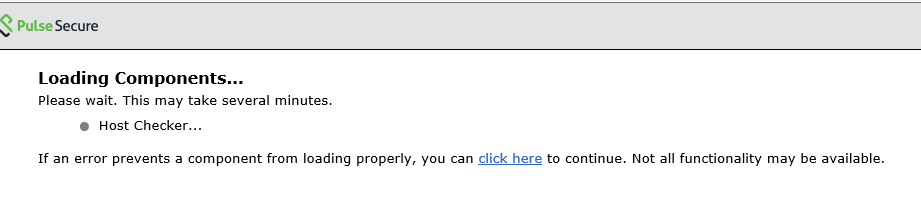 Pulse Secure
Loading Components...
Please wait. This may take several minutes.
Host Checker...
If an error prevents a component from loading properly, you can click here to continue. Not all functionality may be available.